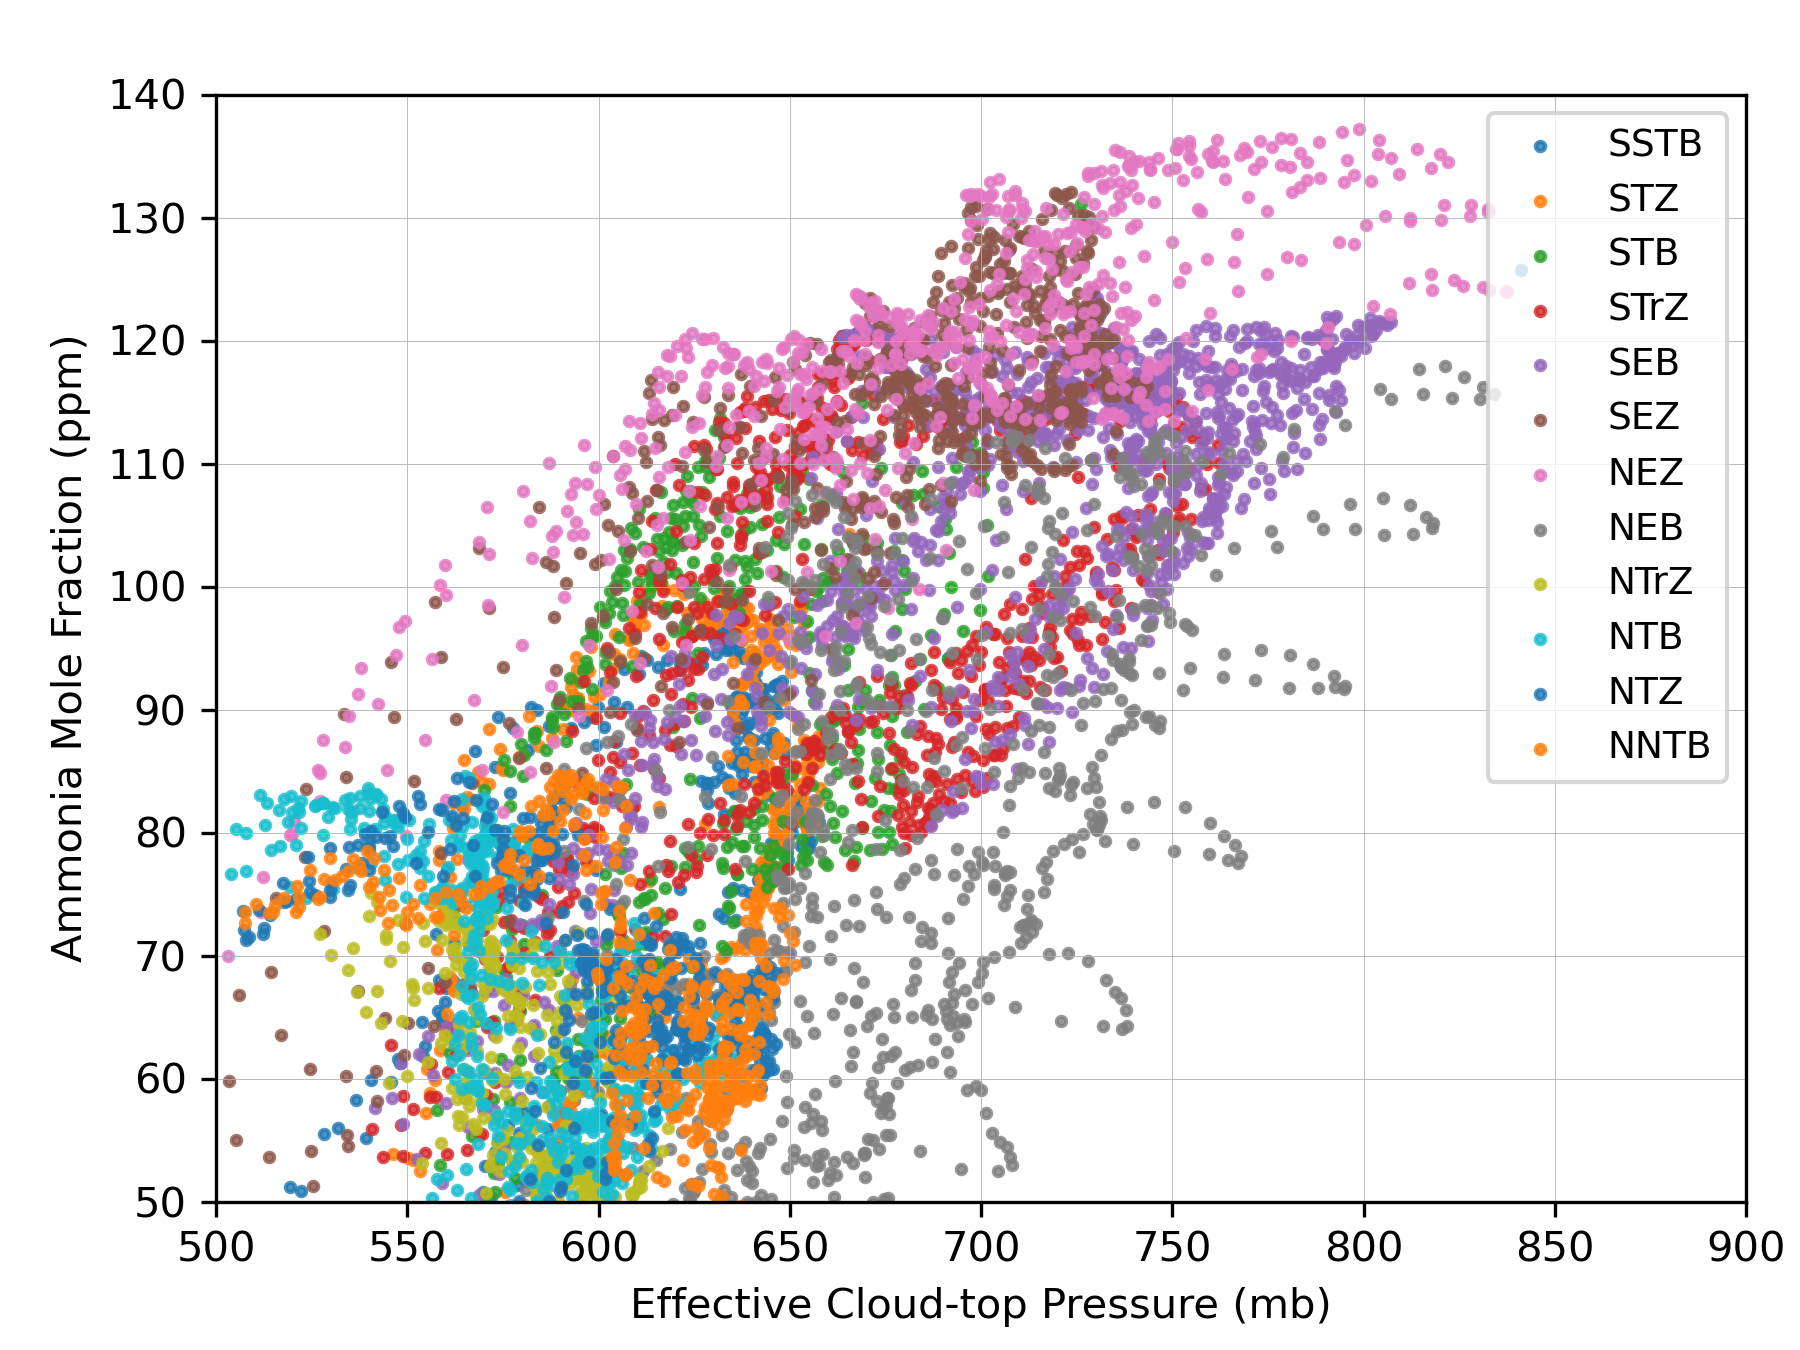 140
130
120
110
100
90
80
70
60
50
Ammonia Mole Fraction (ppm)
500 550 600 650 700 750 800 850 900
Effective Cloud-top Pressure (mb)
SSTB
STZ
STB
STrZ
SEB
SEZ
NEZ
NEB
NTrZ
NTB
NTZ
NNTB